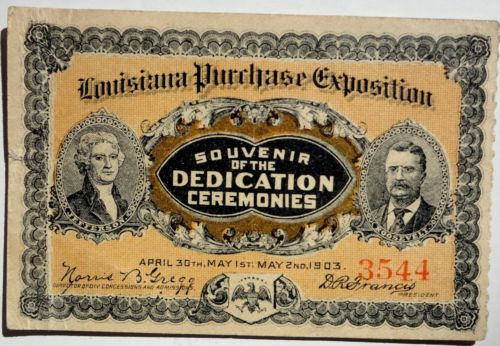 Louisiana Purchase Exposition
SOUVENIR
OF THE
DEDICATION
CEREMONIES
APRIL 30TH, MAY 1ST, MAY 2ND, 1903.
3544
Norris B. Gregg
DIRECTOR OF DIV. CONCESSIONS AND ADMISSIONS.
D.R. Francis
PRESIDENT